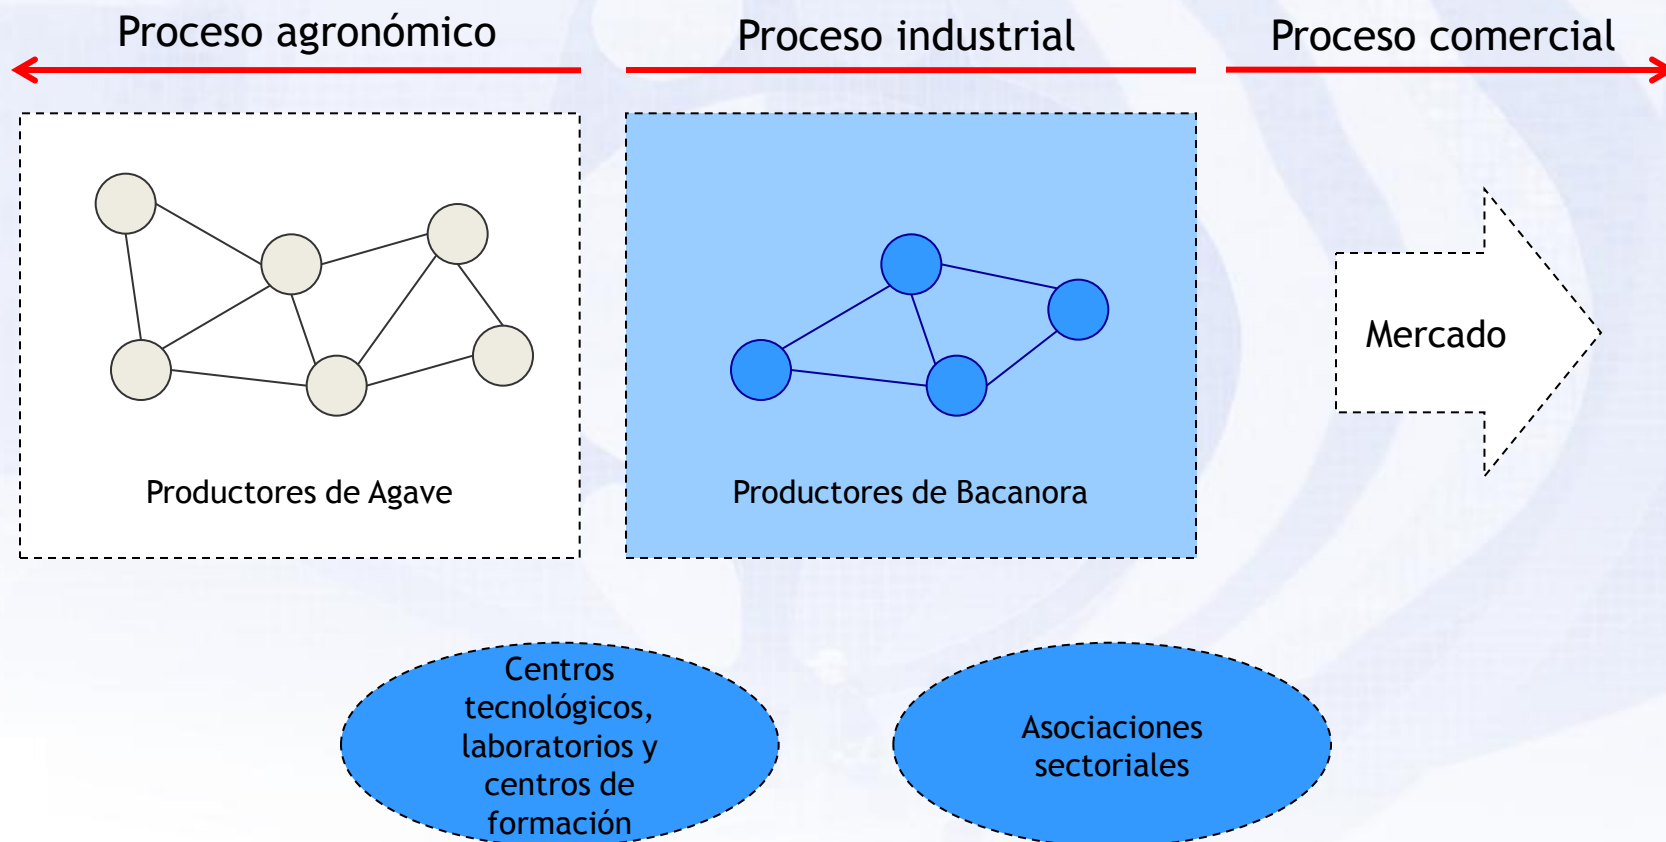 Proceso agronómico
Proceso industrial
Proceso comercial
Mercado
Productores de Agave
Productores de Bacanora
Centros
tecnológicos,
laboratorios y
centros de
formación
Asociaciones
sectoriales